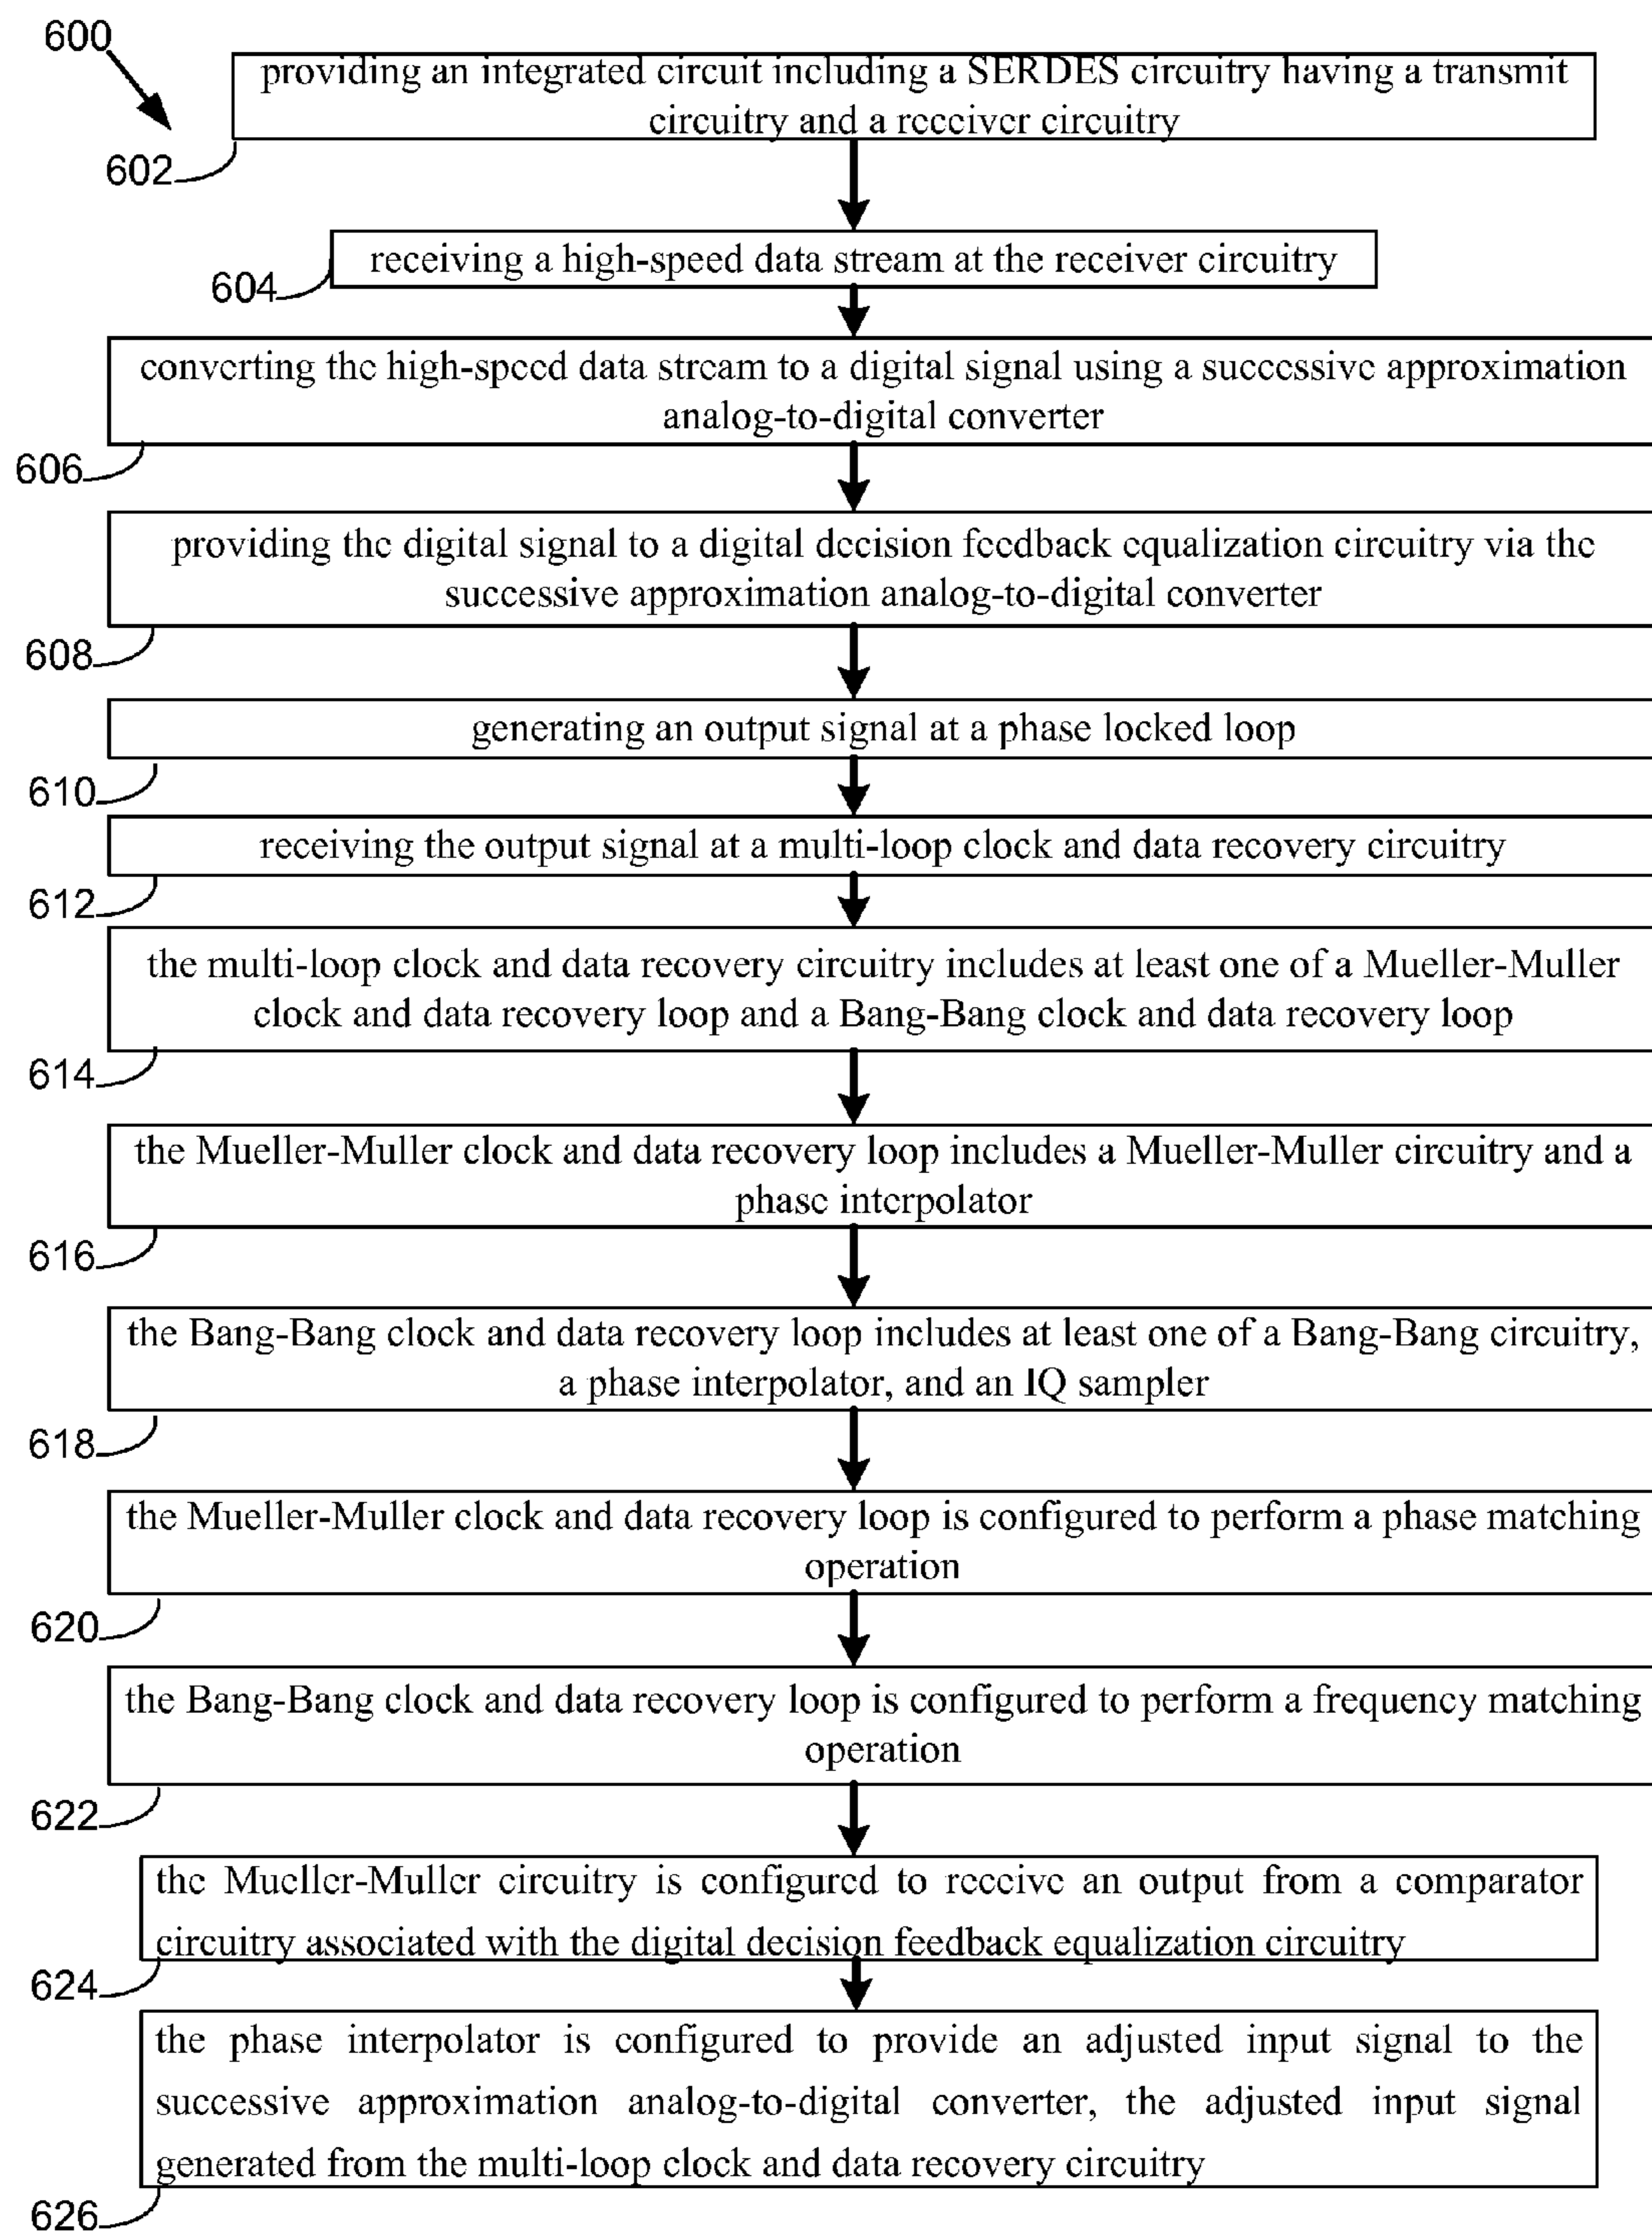 600
providing an integrated circuit including a SERDES circuitry having a transmit
circuitry and a receiver circuitry
602
receiving a high-speed data stream at the receiver circuitry
604
converting the high-speed data stream to a digital signal using a successive approximation
analog-to-digital converter
606
providing the digital signal to a digital decision feedback equalization circuitry via the
successive approximation analog-to-digital converter
608
generating an output signal at a phase locked loop
610
receiving the output signal at a multi-loop clock and data recovery circuitry
612
the multi-loop clock and data recovery circuitry includes at least one of a Mueller-Muller
clock and data recovery loop and a Bang-Bang clock and data recovery loop
614
the Mueller-Muller clock and data recovery loop includes a Mueller-Muller circuitry and a
phase interpolator
616
the Bang-Bang clock and data recovery loop includes at least one of a Bang-Bang circuitry,
a phase interpolator, and an IQ sampler
618
the Mueller-Muller clock and data recovery loop is configured to perform a phase matching
operation
620
the Bang-Bang clock and data recovery loop is configured to perform a frequency matching
operation
622
the Mueller-Muller circuitry is configured to receive an output from a comparator
circuitry associated with the digital decision feedback equalization circuitry
624
the phase interpolator is configured to provide an adjusted input signal to the
successive approximation analog-to-digital converter, the adjusted input signal
generated from the multi-loop clock and data recovery circuitry
626